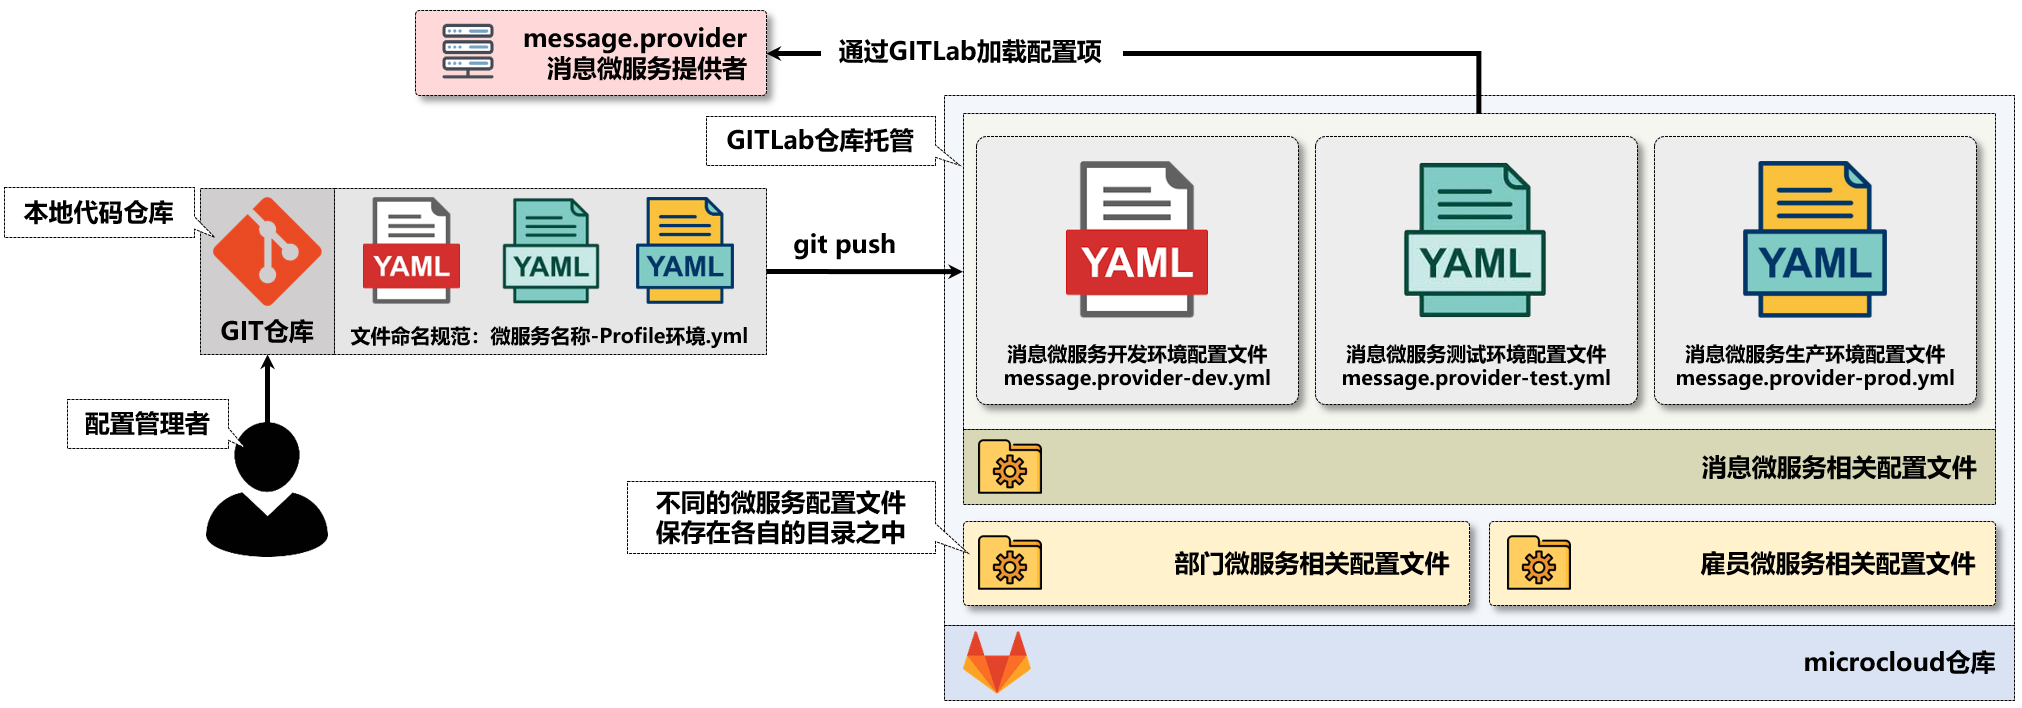 message.provider
消息微服务提供者
通过GITLab加载配置项
GITLab仓库托管
本地代码仓库
YAML
YAML
YAML
GIT仓库
文件命名规范：微服务名称-Profile环境.yml
git push
配置管理者
YAML
YAML
YAML
消息微服务开发环境配置文件
message.provider-dev.yml
消息微服务测试环境配置文件
message.provider-test.yml
消息微服务生产环境配置文件
message.provider-prod.yml
消息微服务相关配置文件
不同的微服务配置文件
保存在各自的目录之中
部门微服务相关配置文件
雇员微服务相关配置文件
microcloud仓库